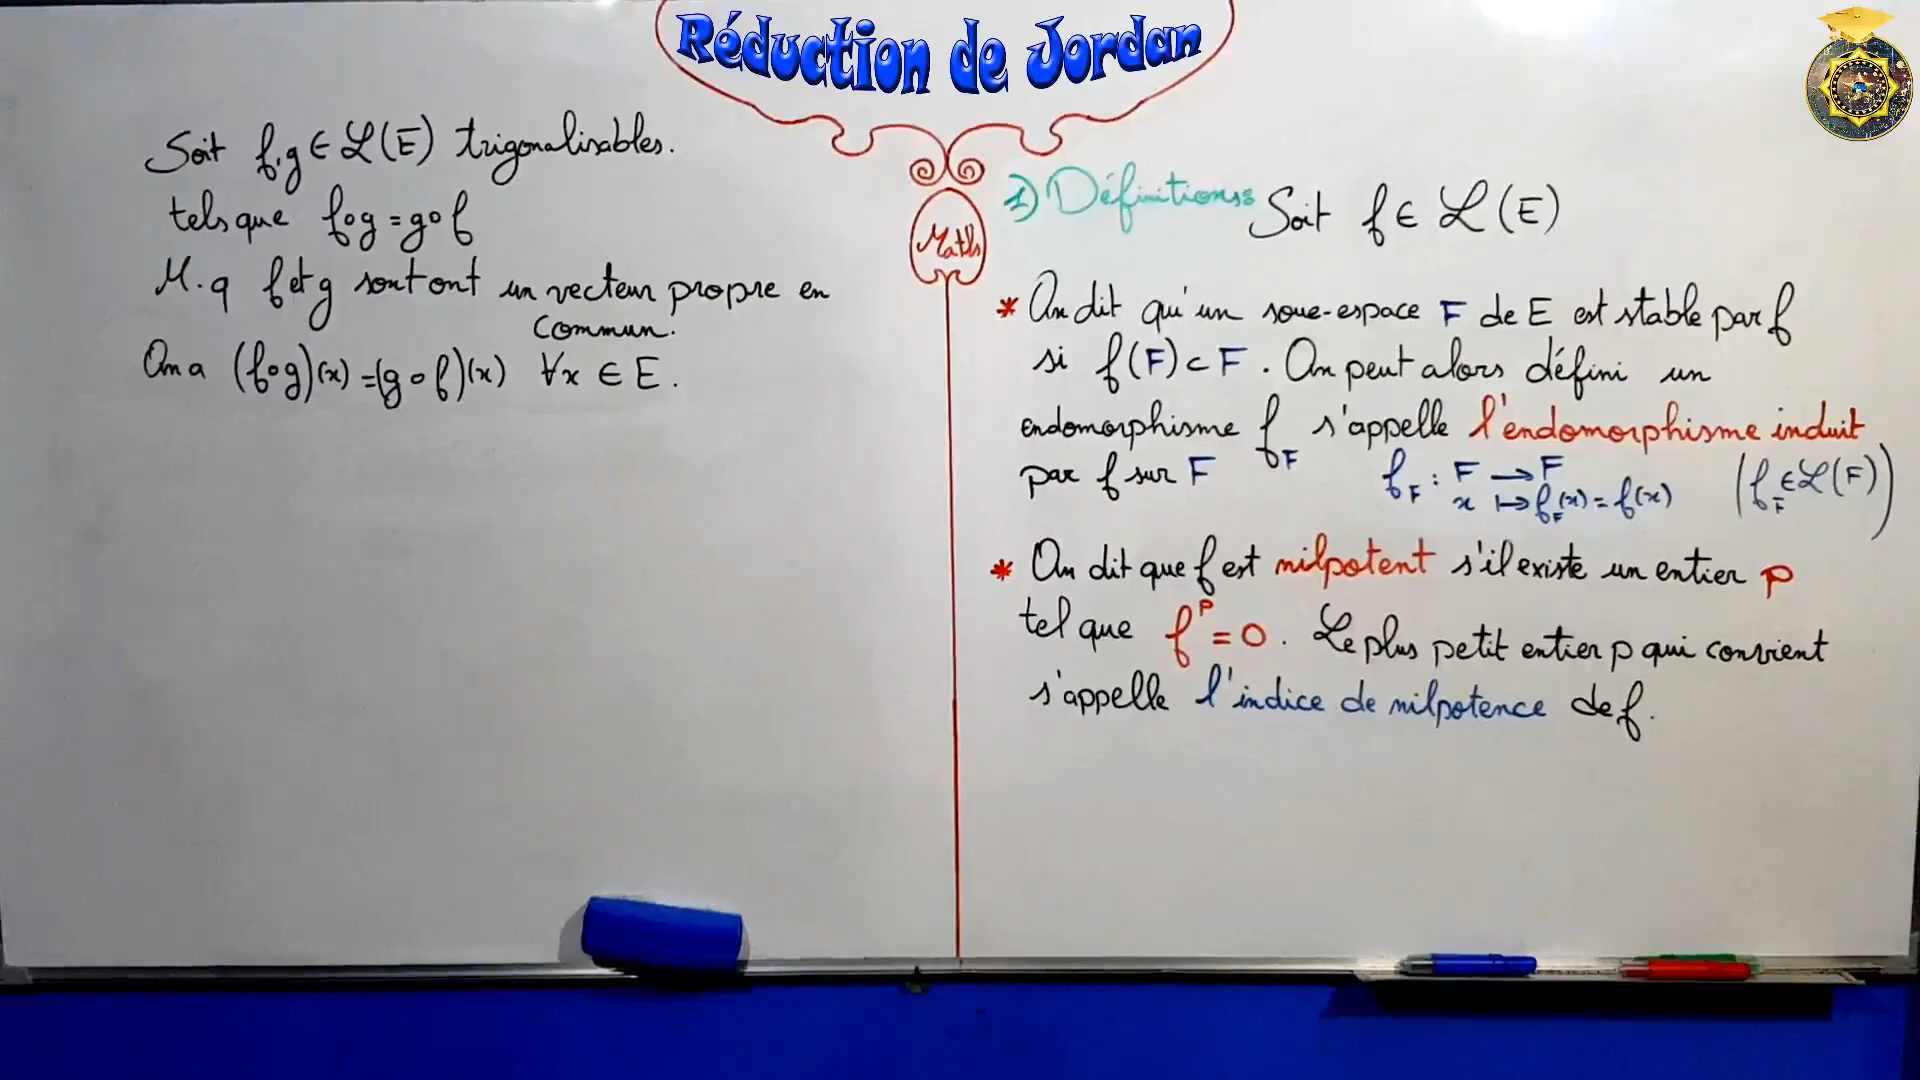 Réduction de Jordan
Soit f,g ∈ ℒ(E) trigonalisables.
tels que f∘g = g∘f
M.q f et g sont ont un vecteur propre en
commun.
On a (f∘g)(x) = (g∘f)(x) ∀x ∈ E.
Maths
1) Définitions: Soit f ∈ ℒ(E)
* On dit qu'un sous-espace F de E est stable par f
si f(F) ⊂ F. On peut alors défini un
endomorphisme f_F s'appelle l'endomorphisme induit
par f sur F f_F : F → F (f_F ∈ ℒ(F))
x ↦ f_F(x) = f(x)
* On dit que f est nilpotent s'il existe un entier p
tel que f^p = 0. Le plus petit entier p qui convient
s'appelle l'indice de nilpotence de f.